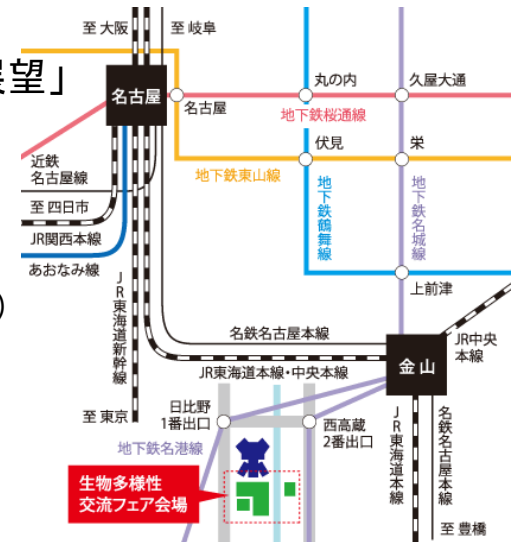 至 大阪
至 岐阜
展望」
名古屋
名古屋
丸の内
久屋大通
地下鉄桜通線
伏見
栄
近鉄
名古屋線
地下鉄東山線
至 四日市
地下鉄鶴舞線
地下鉄名城線
JR関西本線
あおなみ線
上前津
)
JR東海道新幹線
名鉄名古屋本線
JR中央
本線
金山
JR東海道本線・中央本線
至 東京
日比野
1番出口
西高蔵
2番出口
JR東海道本線
名鉄名古屋本線
地下鉄名港線
生物多様性
交流フェア会場
至 豊橋